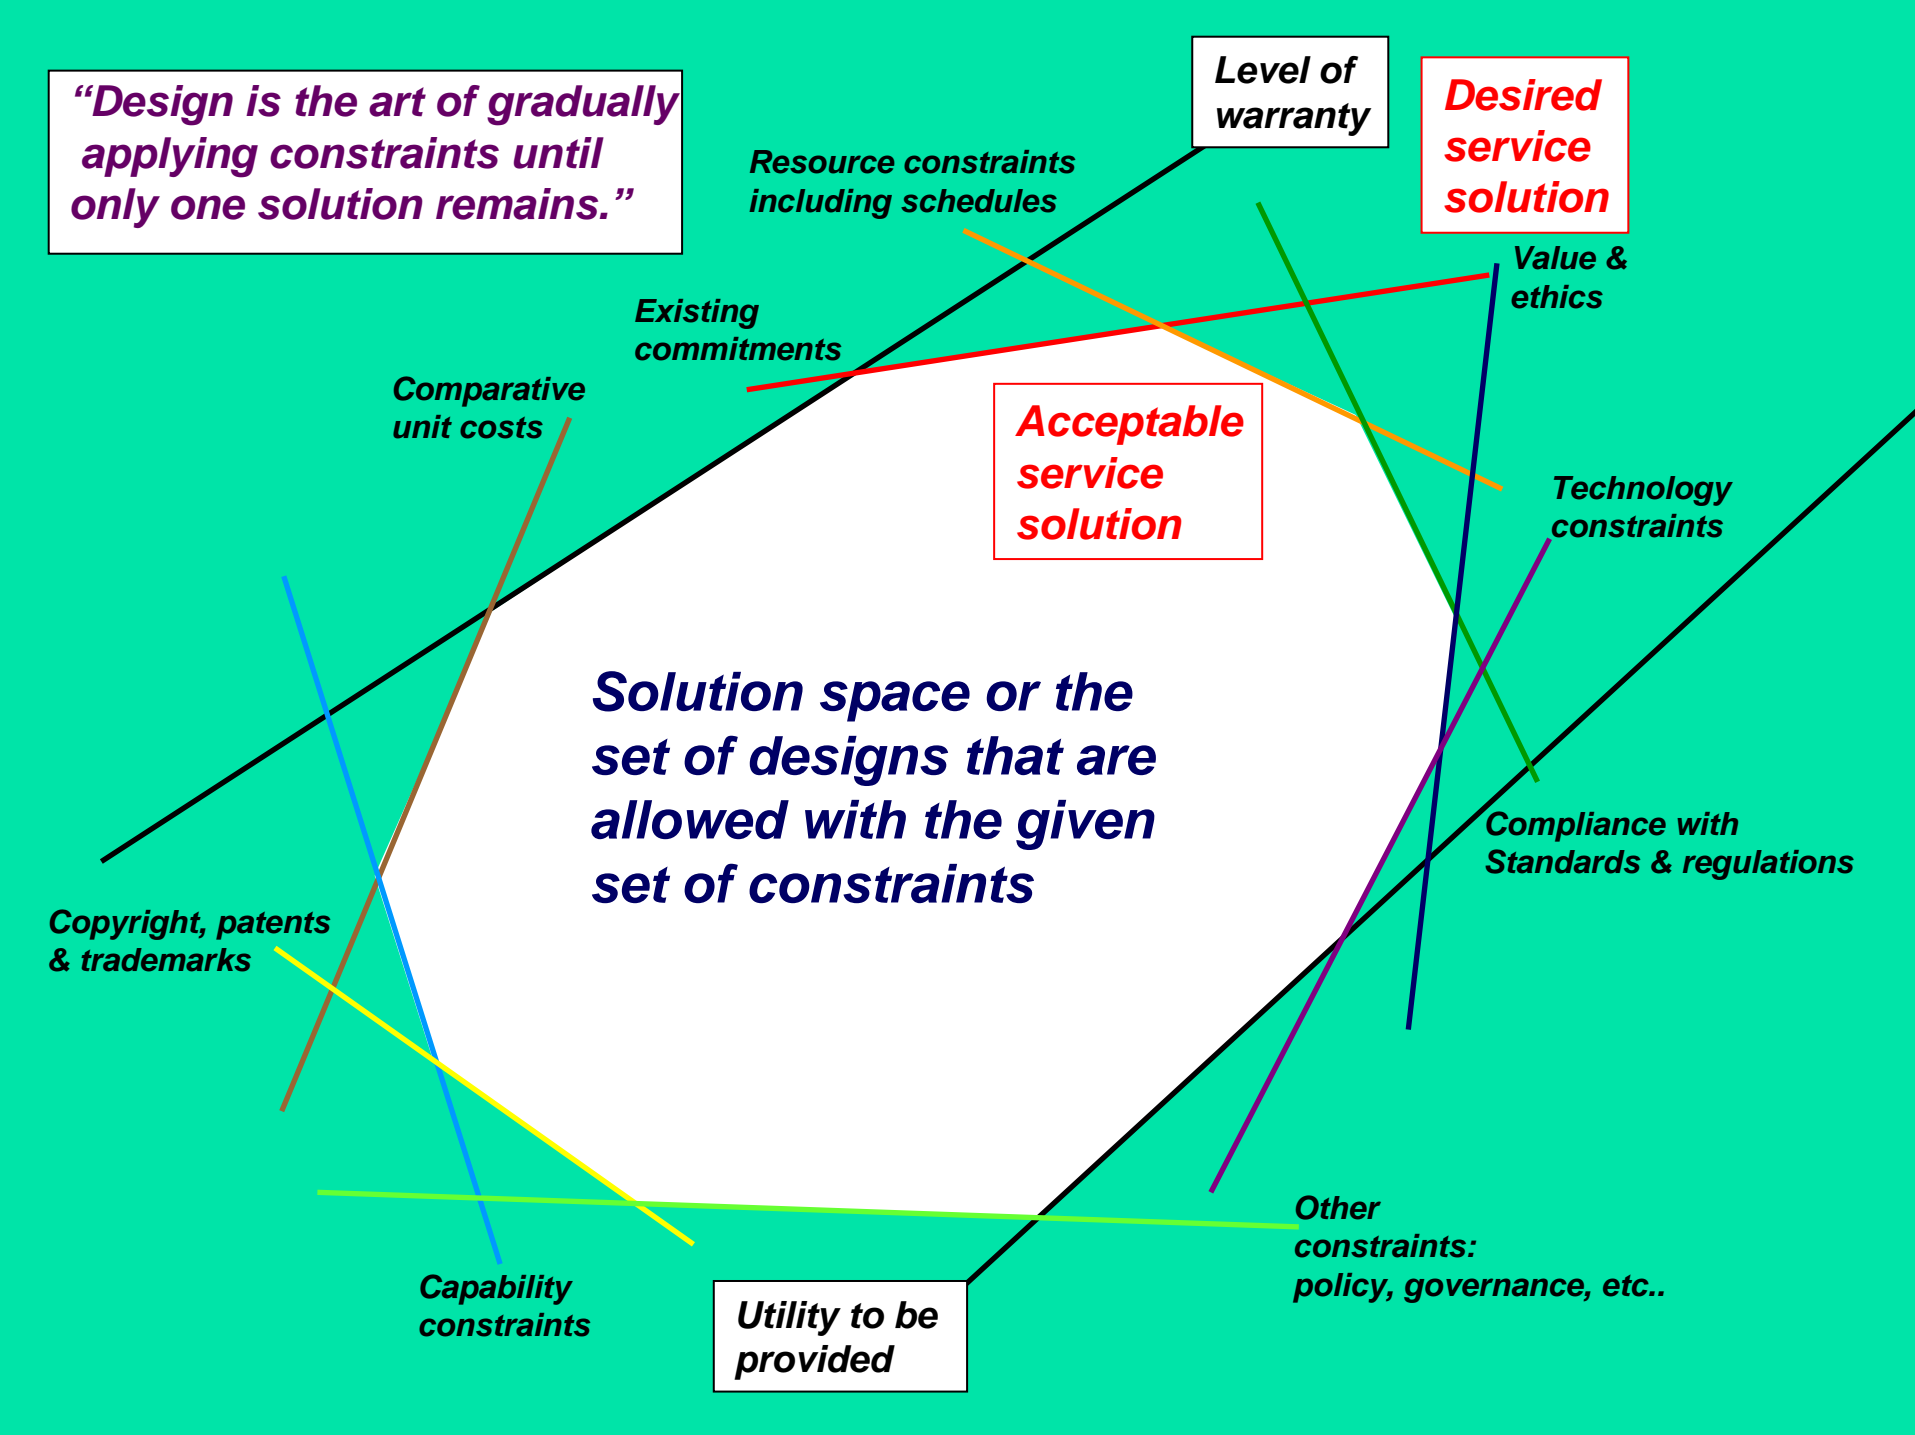 “Design is the art of gradually
applying constraints until
only one solution remains.”
Level of
warranty
Desired
service
solution
Resource constraints
including schedules
Value &
ethics
Existing
commitments
Comparative
unit costs
Acceptable
service
solution
Technology
constraints
Solution space or the
set of designs that are
allowed with the given
set of constraints
Compliance with
Standards & regulations
Copyright, patents
& trademarks
Other
constraints:
policy, governance, etc..
Capability
constraints
Utility to be
provided